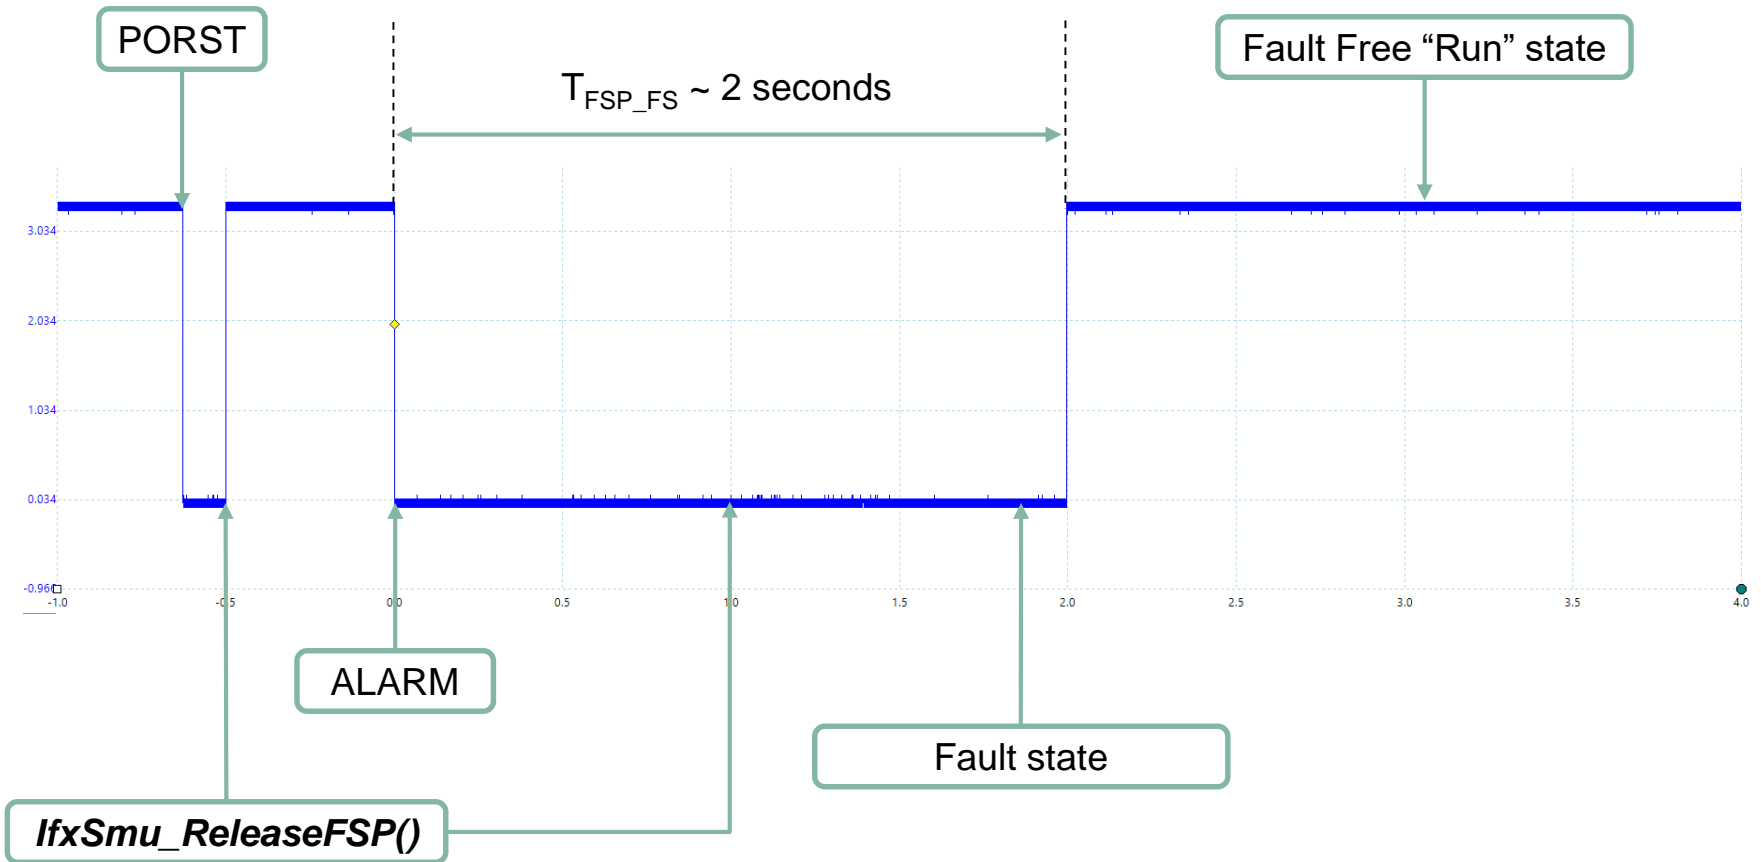 PORST
Fault Free “Run” state
T_FSP_FS ~ 2 seconds
3.034
2.034
1.034
0.034
-0.966
-1.0 -0.5 0.0 0.5 1.0 1.5 2.0 2.5 3.0 3.5 4.0
ALARM
Fault state
IfxSmu_ReleaseFSP()